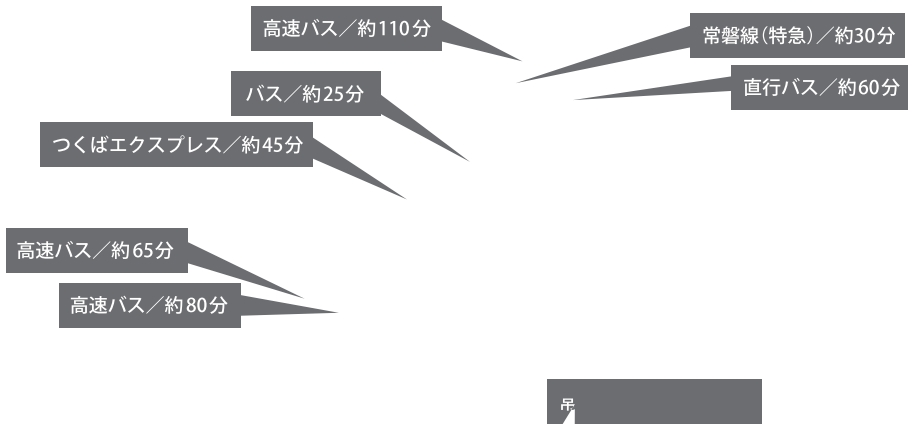 高速バス／約110分
常磐線（特急）／約30分
直行バス／約60分
バス／約25分
つくばエクスプレス／約45分
高速バス／約65分
高速バス／約80分